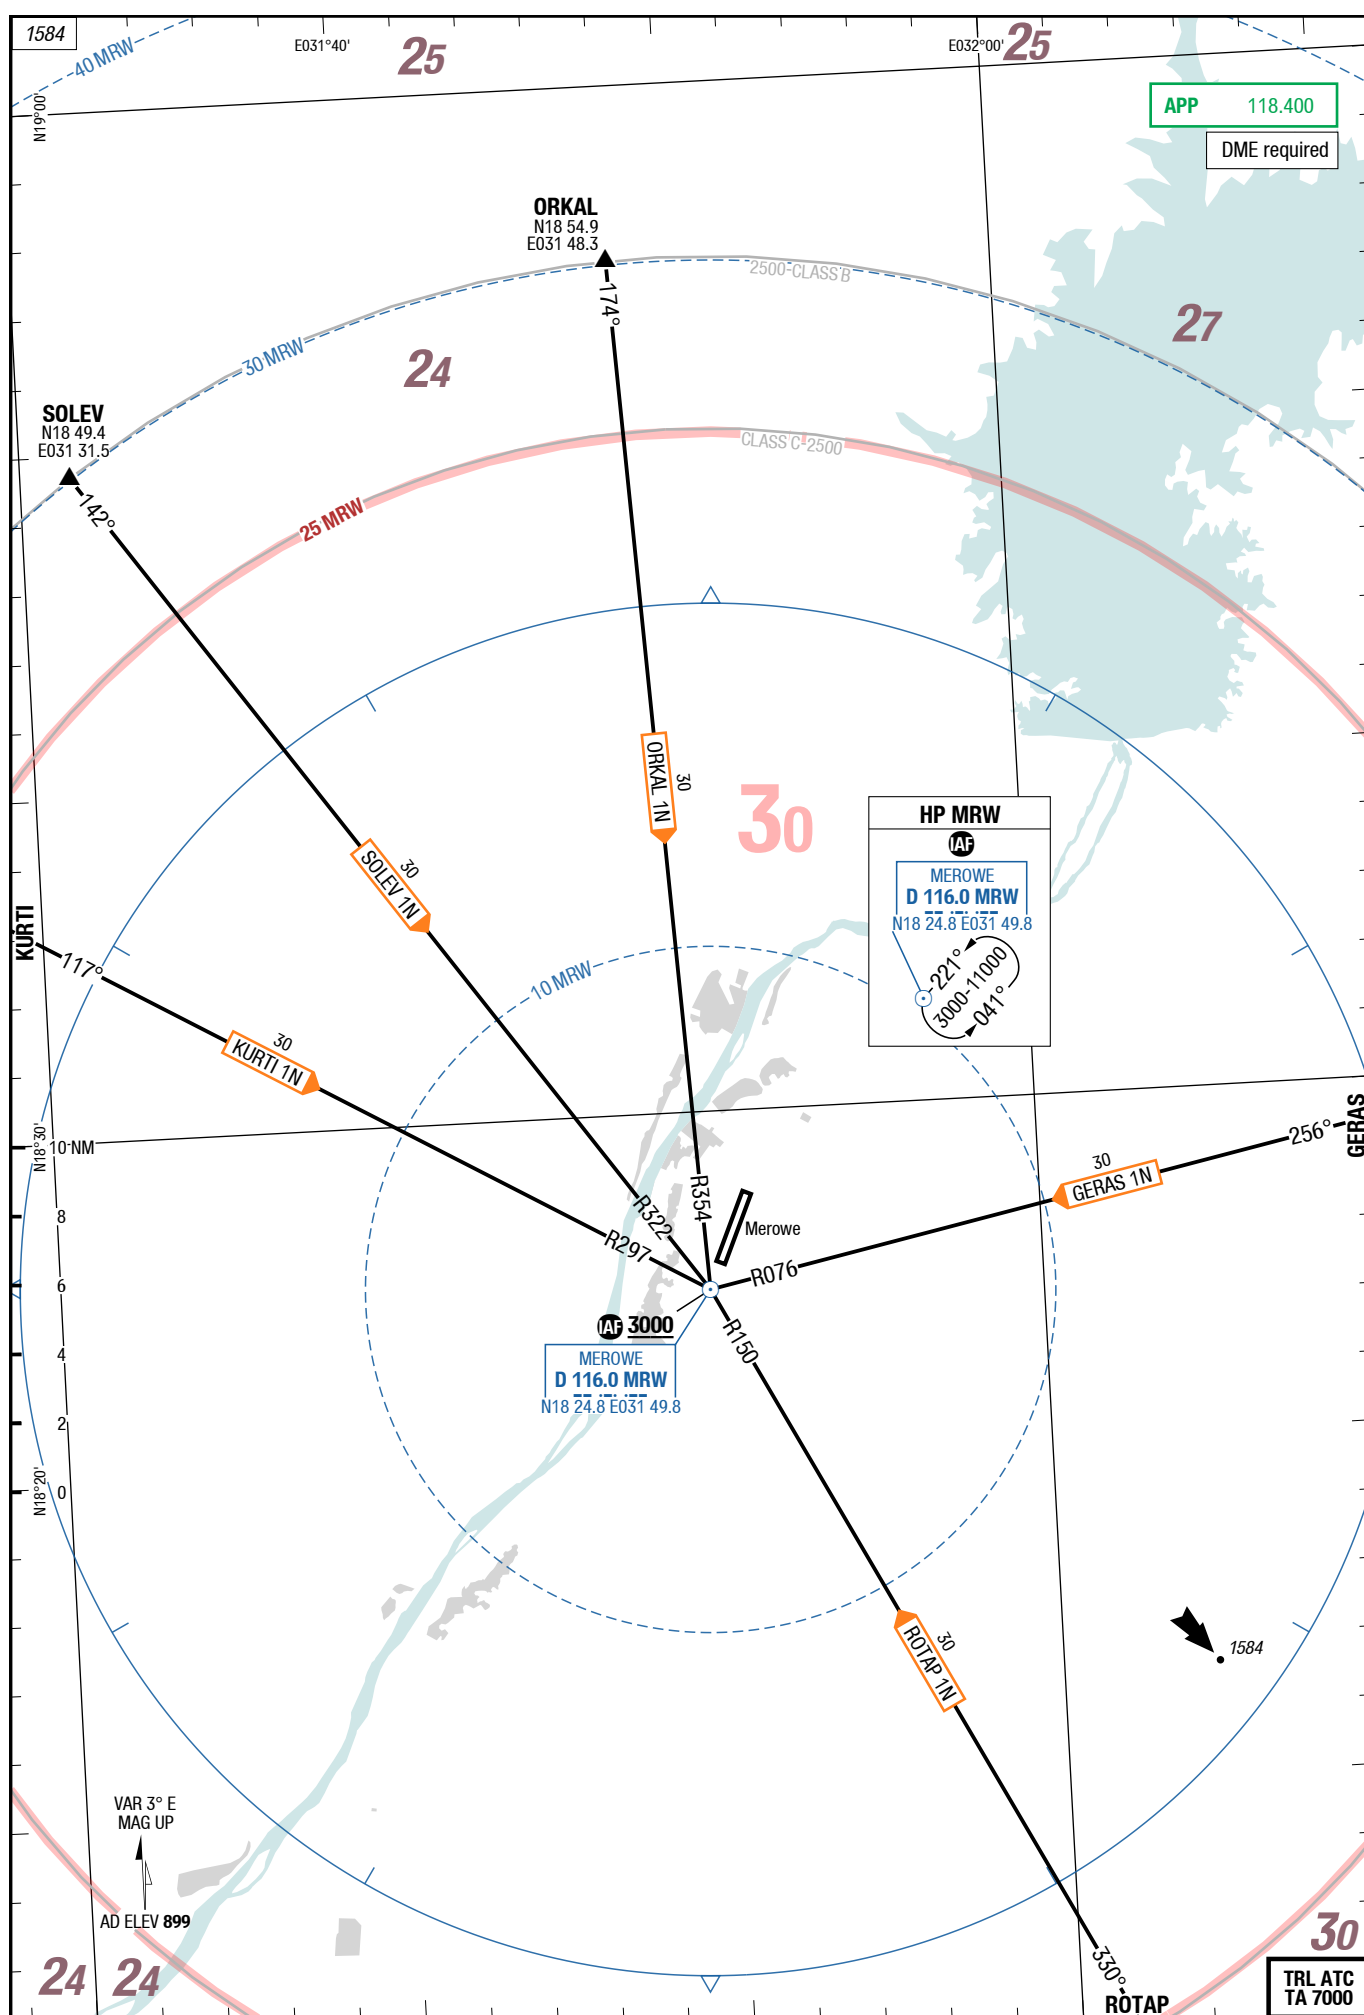 1584
E031°40'
25
E032°00'
25
40 MRW
N19°00'
APP 118.400
DME required
ORKAL
N18 54.9
E031 48.3
174°
2500-CLASS B
27
30 MRW
24
SOLEV
N18 49.4
E031 31.5
142°
CLASS C-2500
25 MRW
ORKAL 1N
30
30
HP MRW
IAF
MEROWE
D 116.0 MRW
N18 24.8 E031 49.8
221°
3000-11000
041°
SOLEV 1N
30
KURTI
117°
10 MRW
KURTI 1N
30
GERAS
256°
N18°30'
10 NM
30
GERAS 1N
R354
R322
R297
Merowe
R076
8
6
4
2
0
N18°20'
IAF 3000
R150
MEROWE
D 116.0 MRW
N18 24.8 E031 49.8
ROTAP 1N
30
1584
VAR 3° E
MAG UP
AD ELEV 899
24
24
330°
ROTAP
30
TRL ATC
TA 7000